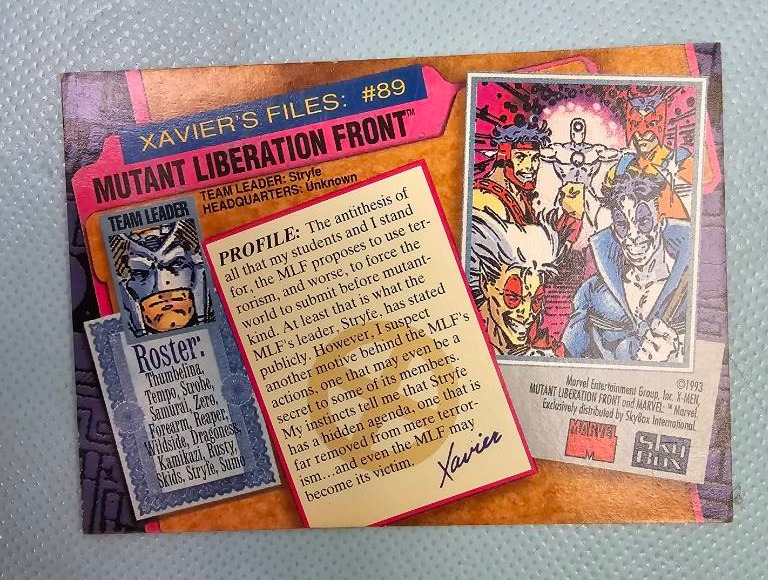 XAVIER'S FILES: #89
MUTANT LIBERATION FRONT™
TEAM LEADER: Stryfe
HEADQUARTERS: Unknown
TEAM LEADER
Roster:
Thumbelina,
Tempo, Strobe,
Samurai, Zero,
Forearm, Reaper,
Wildside, Dragoness,
Kamikazi, Rusty,
Skids, Stryfe, Sumo
PROFILE: The antithesis of
all that my students and I stand
for, the MLF proposes to use ter-
rorism, and worse, to force the
world to submit before mutant-
kind. At least that is what the
MLF's leader, Stryfe, has stated
publicly. However, I suspect
another motive behind the MLF's
actions, one that may even be a
secret to some of its members.
My instincts tell me that Stryfe
has a hidden agenda, one that is
far removed from mere terror-
ism...and even the MLF may
become its victim.
Xavier
©1993
Marvel Entertainment Group, Inc. X-MEN,
MUTANT LIBERATION FRONT and MARVEL: ™ Marvel.
Exclusively distributed by SkyBox International.
MARVEL
M
SKY
BOX